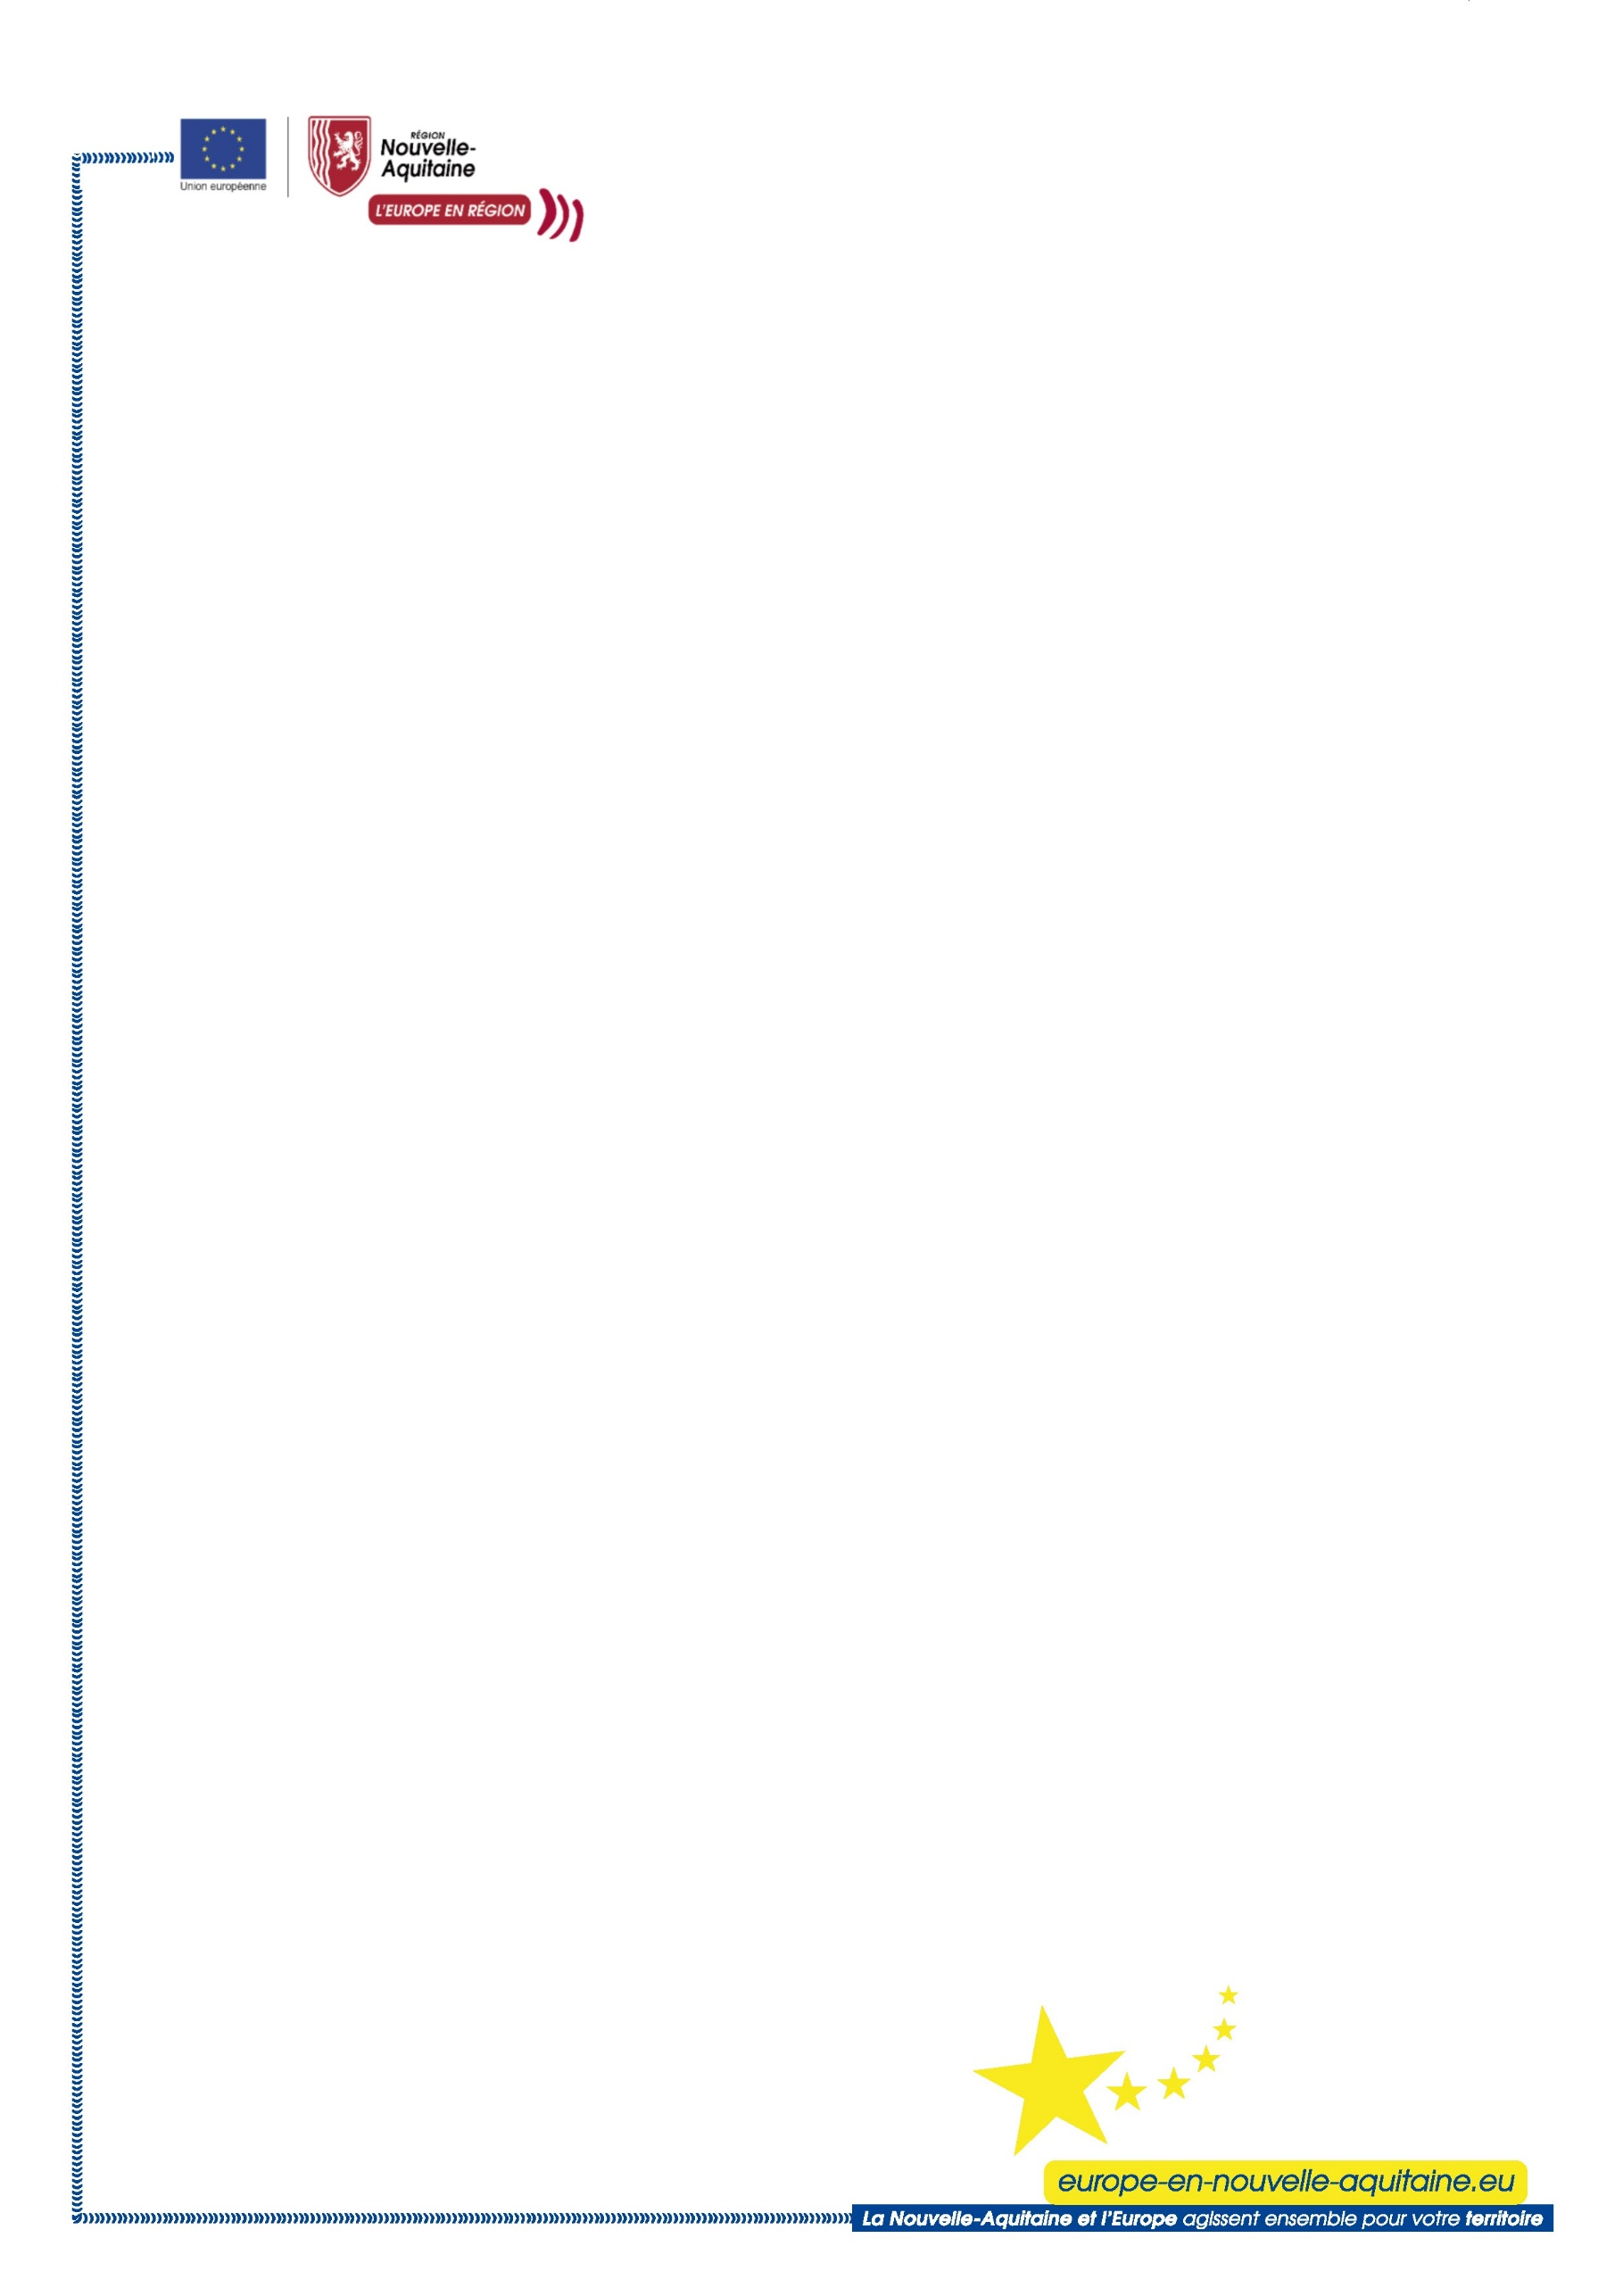 Union européenne
RÉGION
Nouvelle-
Aquitaine
L'EUROPE EN RÉGION
europe-en-nouvelle-aquitaine.eu
La Nouvelle-Aquitaine et l'Europe agissent ensemble pour votre territoire